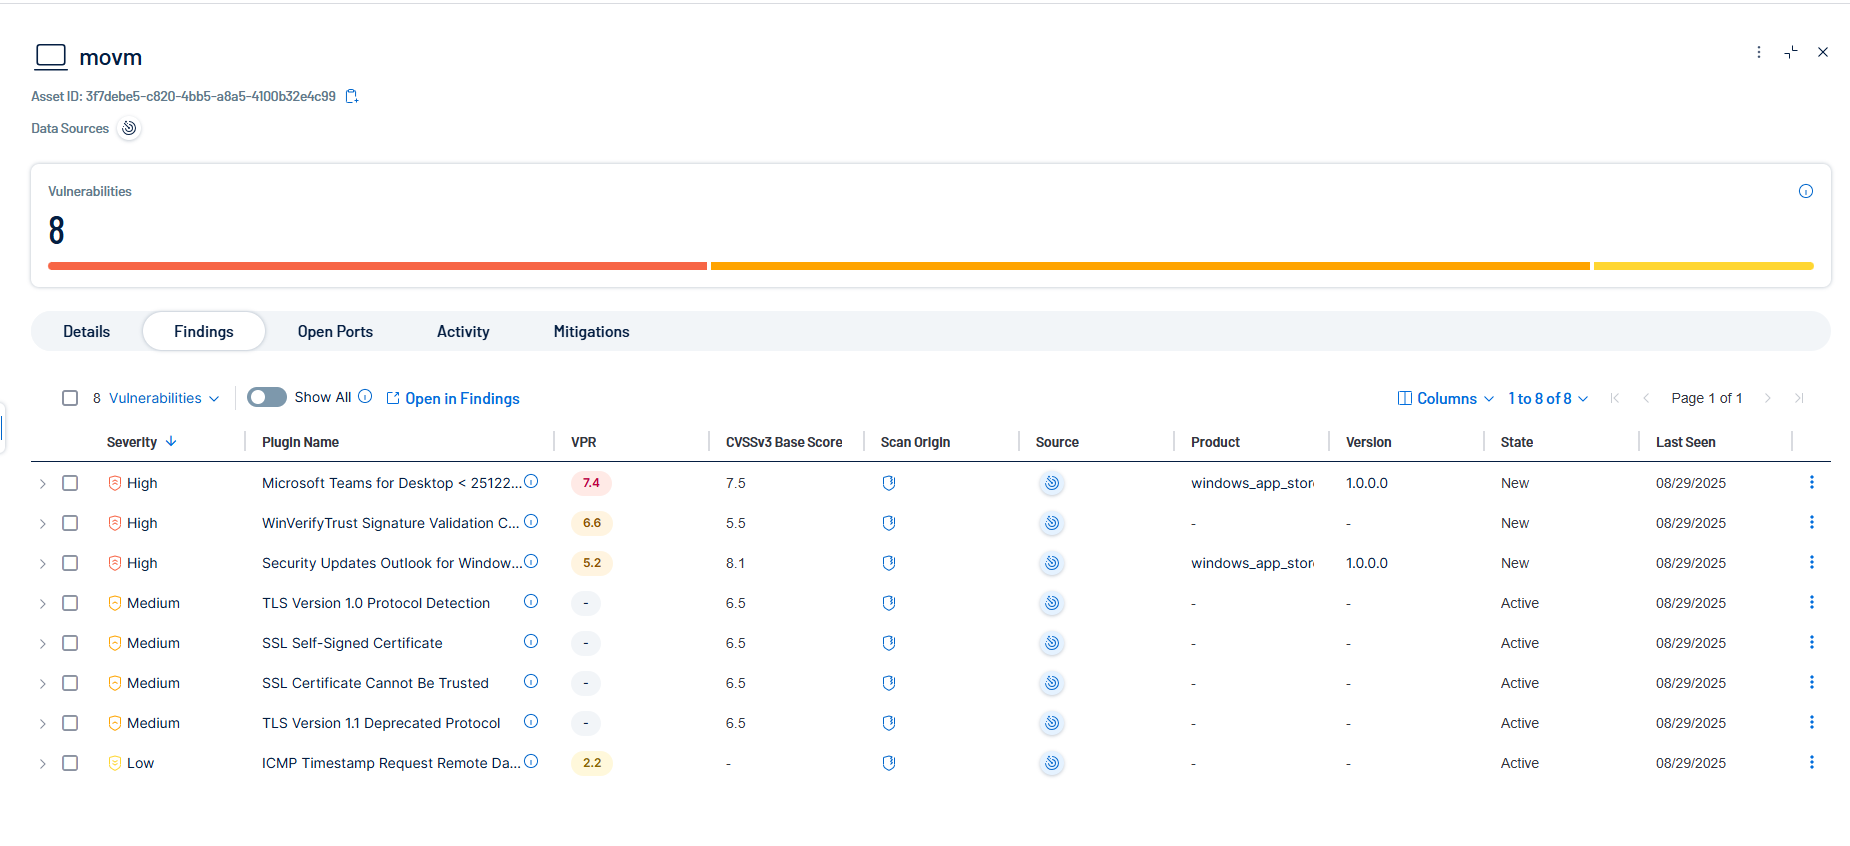 movm
Asset ID: 3f7debe5-c820-4bb5-a8a5-4100b32e4c99
Data Sources
Vulnerabilities
8
Details Findings Open Ports Activity Mitigations
8 Vulnerabilities Show All Open in Findings Columns 1 to 8 of 8 Page 1 of 1
Severity Plugin Name VPR CVSSv3 Base Score Scan Origin Source Product Version State Last Seen
High Microsoft Teams for Desktop < 25122... 7.4 7.5 windows_app_stor 1.0.0.0 New 08/29/2025
High WinVerifyTrust Signature Validation C... 6.6 5.5 - - New 08/29/2025
High Security Updates Outlook for Window... 5.2 8.1 windows_app_stor 1.0.0.0 New 08/29/2025
Medium TLS Version 1.0 Protocol Detection - 6.5 - - Active 08/29/2025
Medium SSL Self-Signed Certificate - 6.5 - - Active 08/29/2025
Medium SSL Certificate Cannot Be Trusted - 6.5 - - Active 08/29/2025
Medium TLS Version 1.1 Deprecated Protocol - 6.5 - - Active 08/29/2025
Low ICMP Timestamp Request Remote Da... 2.2 - - - Active 08/29/2025